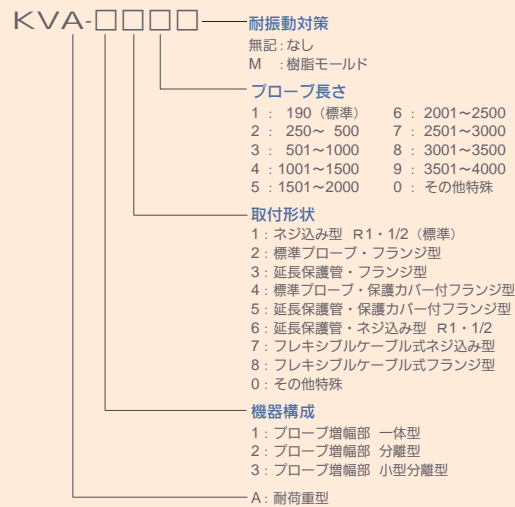 KVA-□□□□ 耐振動対策
無記：なし
M ：樹脂モールド
プローブ長さ
1： 190（標準） 6：2001～2500
2： 250～ 500 7：2501～3000
3： 501～1000 8：3001～3500
4：1001～1500 9：3501～4000
5：1501～2000 0：その他特殊
取付形状
1：ネジ込み型 R1・1/2（標準）
2：標準プローブ・フランジ型
3：延長保護管・フランジ型
4：標準プローブ・保護カバー付フランジ型
5：延長保護管・保護カバー付フランジ型
6：延長保護管・ネジ込み型 R1・1/2
7：フレキシブルケーブル式ネジ込み型
8：フレキシブルケーブル式フランジ型
0：その他特殊
機器構成
1：プローブ増幅部 一体型
2：プローブ増幅部 分離型
3：プローブ増幅部 小型分離型
A：耐荷重型